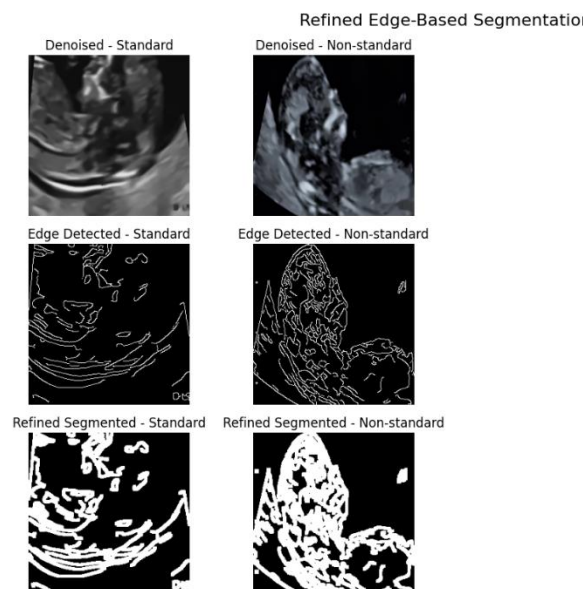 Refined Edge-Based Segmentation
Denoised - Standard
Denoised - Non-standard
Edge Detected - Standard
Edge Detected - Non-standard
Refined Segmented - Standard
Refined Segmented - Non-standard